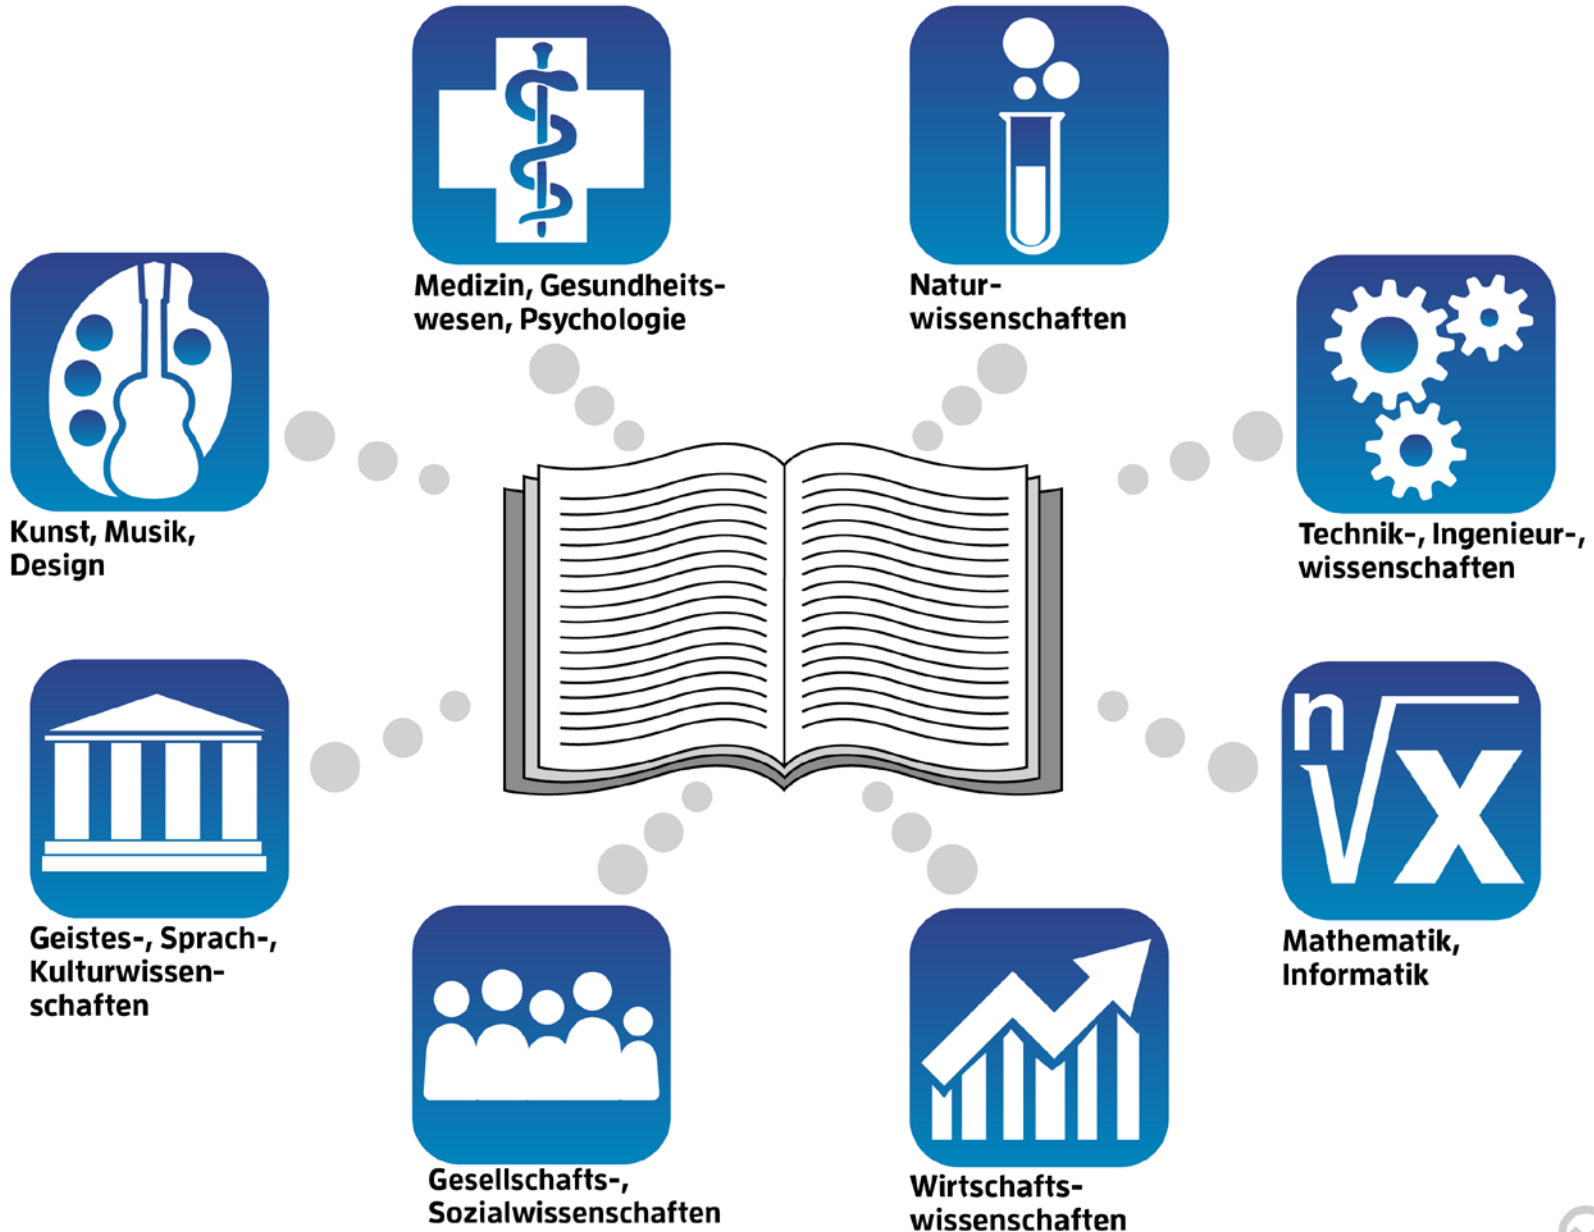 Medizin, Gesundheits-
wesen, Psychologie
Natur-
wissenschaften
Kunst, Musik,
Design
Technik-, Ingenieur-,
wissenschaften
Geistes-, Sprach-,
Kulturwissen-
schaften
n
√x
Mathematik,
Informatik
Gesellschafts-,
Sozialwissenschaften
Wirtschafts-
wissenschaften